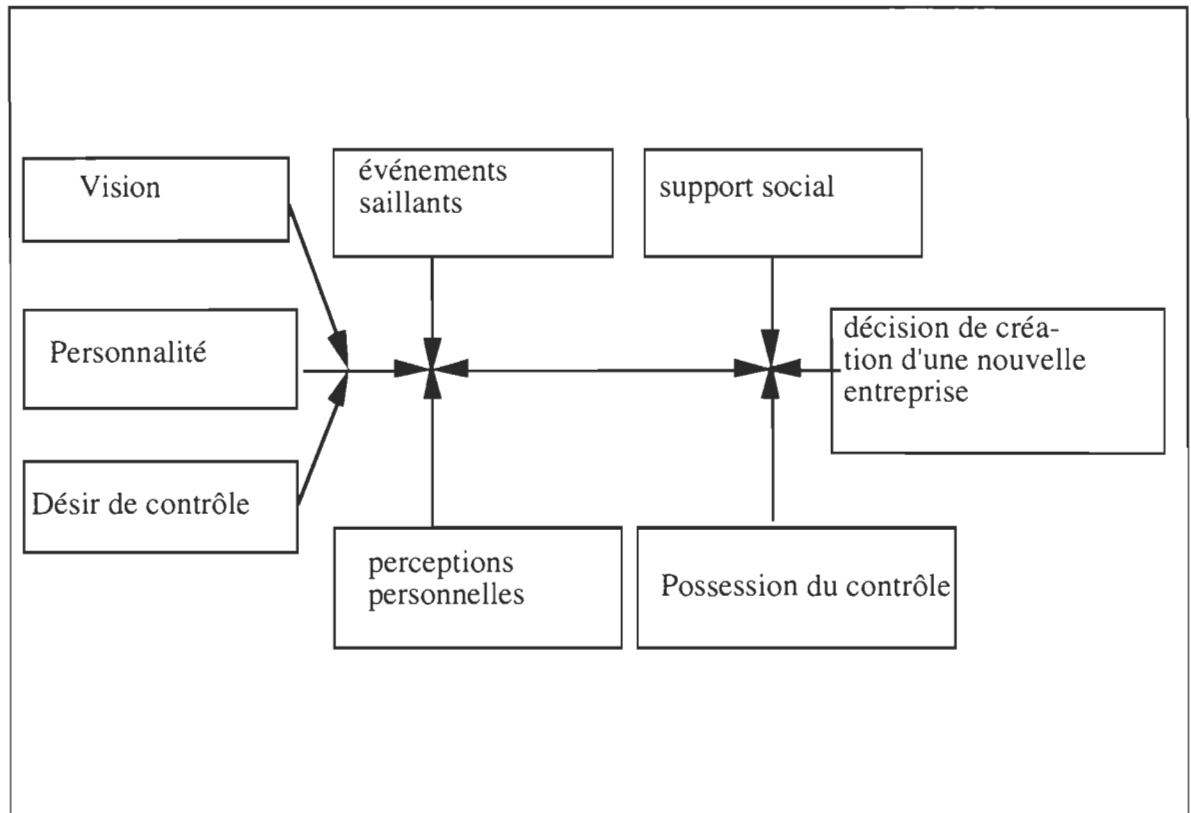 Vision
événements
saillants
support social
Personnalité
décision de créa-
tion d'une nouvelle
entreprise
Désir de contrôle
perceptions
personnelles
Possession du contrôle